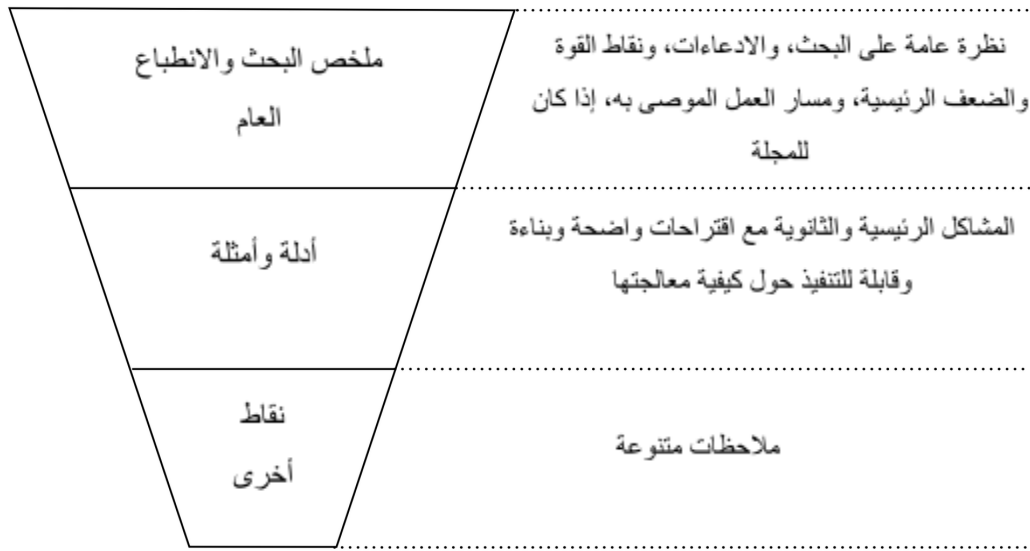 ملخص البحث والانطباع
العام
نظرة عامة على البحث، والادعاءات، ونقاط القوة
والضعف الرئيسية، ومسار العمل الموصى به، إذا كان
للمجلة
أدلة وأمثلة
المشاكل الرئيسية والثانوية مع اقتراحات واضحة وبناءة
وقابلة للتنفيذ حول كيفية معالجتها
نقاط
أخرى
ملاحظات متنوعة